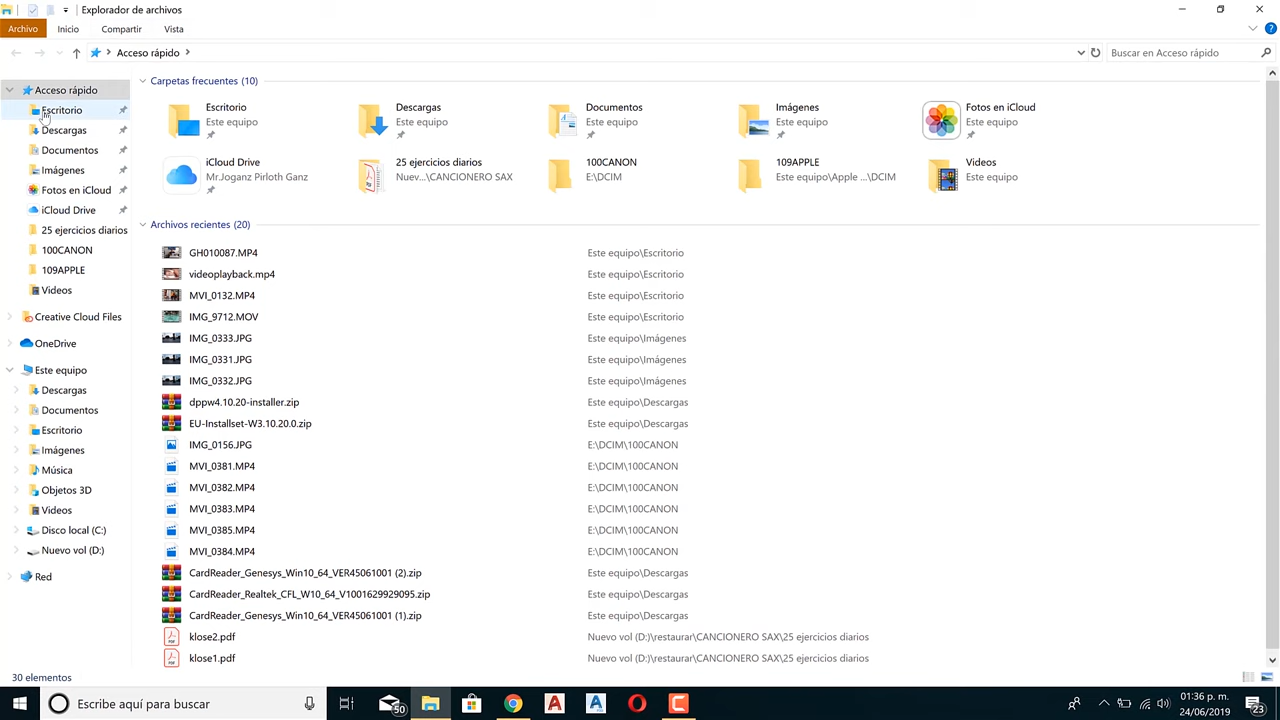 Explorador de archivos
Archivo Inicio Compartir Vista
Acceso rápido Buscar en Acceso rápido
Acceso rápido
Escritorio
Descargas
Documentos
Imágenes
Fotos en iCloud
iCloud Drive
25 ejercicios diarios
100CANON
109APPLE
Videos
Creative Cloud Files
OneDrive
Este equipo
Descargas
Documentos
Escritorio
Imágenes
Música
Objetos 3D
Videos
Disco local (C:)
Nuevo vol (D:)
Red
Carpetas frecuentes (10)
Escritorio
Este equipo
Descargas
Este equipo
Documentos
Este equipo
Imágenes
Este equipo
Fotos en iCloud
Este equipo
iCloud Drive
Mr.Joganz Pirloth Ganz
25 ejercicios diarios
Nuev...\CANCIONERO SAX
100CANON
E:\DCIM
109APPLE
Este equipo\Apple ...\DCIM
Videos
Este equipo
Archivos recientes (20)
GH010087.MP4 Este equipo\Escritorio
videoplayback.mp4 Este equipo\Escritorio
MVI_0132.MP4 Este equipo\Escritorio
IMG_9712.MOV Este equipo\Escritorio
IMG_0333.JPG Este equipo\Imágenes
IMG_0331.JPG Este equipo\Imágenes
IMG_0332.JPG Este equipo\Imágenes
dppw4.10.20-installer.zip Este equipo\Descargas
EU-Installset-W3.10.20.0.zip Este equipo\Descargas
IMG_0156.JPG E:\DCIM\100CANON
MVI_0381.MP4 E:\DCIM\100CANON
MVI_0382.MP4 E:\DCIM\100CANON
MVI_0383.MP4 E:\DCIM\100CANON
MVI_0385.MP4 E:\DCIM\100CANON
MVI_0384.MP4 E:\DCIM\100CANON
CardReader_Genesys_Win10_64_VER45061001 (2).zip Este equipo\Descargas
CardReader_Realtek_CFL_W10_64_V1001629929095.zip Este equipo\Descargas
CardReader_Genesys_Win10_64_VER45061001 (1).zip Este equipo\Descargas
klose2.pdf Nuevo vol (D:)\restaurar\CANCIONERO SAX\25 ejercicios diarios
klose1.pdf Nuevo vol (D:)\restaurar\CANCIONERO SAX\25 ejercicios diarios
30 elementos
Escribe aquí para buscar 50 01:36 p. m.
24/06/2019 23